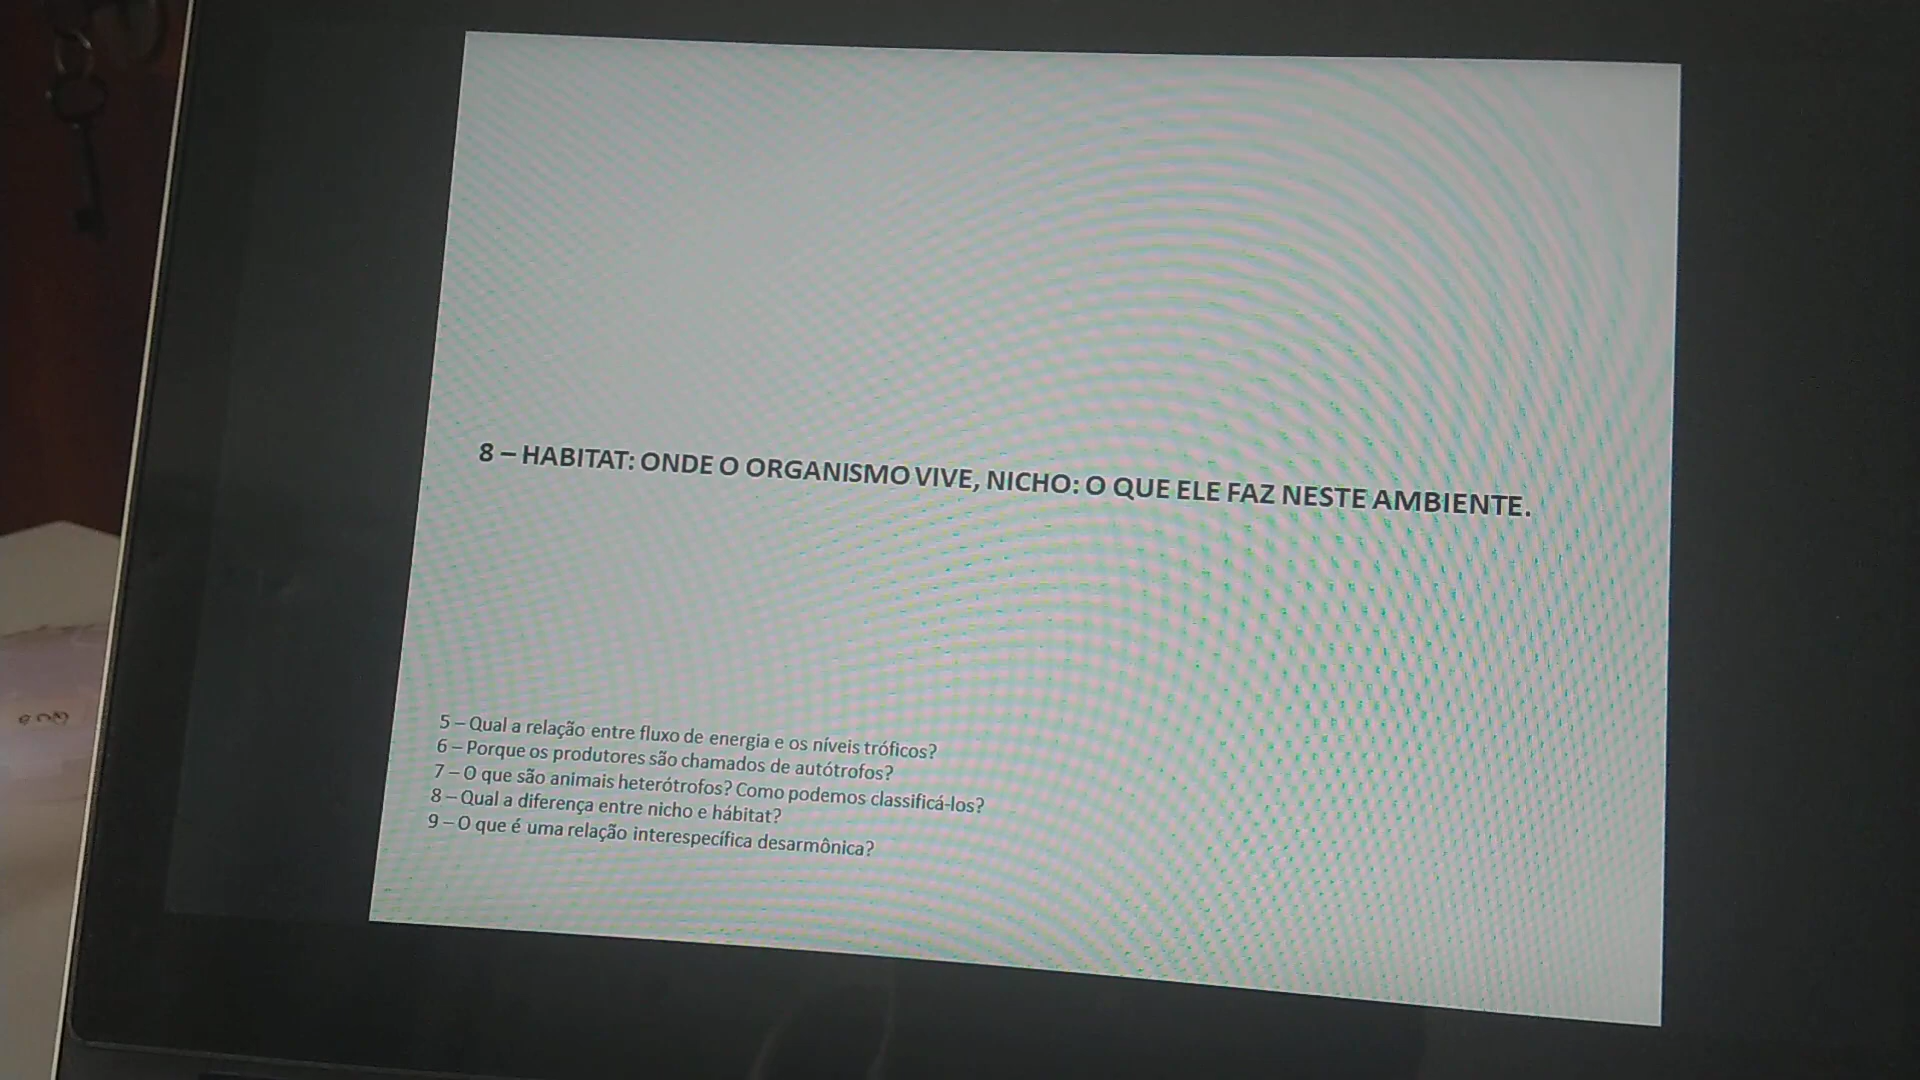 8 – HABITAT: ONDE O ORGANISMO VIVE, NICHO: O QUE ELE FAZ NESTE AMBIENTE.
5 – Qual a relação entre fluxo de energia e os níveis tróficos?
6 – Porque os produtores são chamados de autótrofos?
7 – O que são animais heterótrofos? Como podemos classificá-los?
8 – Qual a diferença entre nicho e hábitat?
9 – O que é uma relação interespecífica desarmônica?